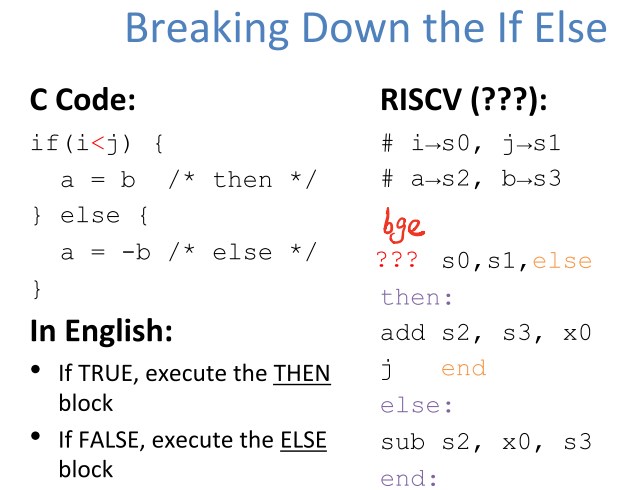 Breaking Down the If Else
C Code:
if(i<j) {
  a = b  /* then */
} else {
  a = -b /* else */
}
In English:
• If TRUE, execute the THEN
block
• If FALSE, execute the ELSE
block
RISCV (???):
# i→s0, j→s1
# a→s2, b→s3
bge
??? s0,s1,else
then:
add s2, s3, x0
j   end
else:
sub s2, x0, s3
end: